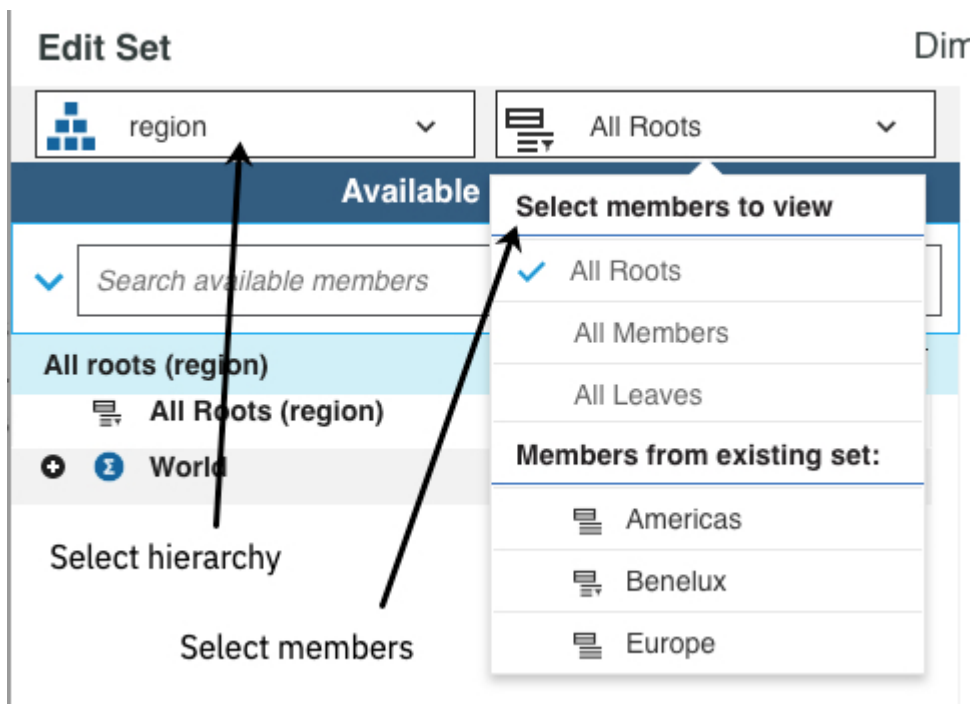 Edit Set
Dim
region
All Roots
Available
Select members to view
Search available members
All Roots
All Members
All roots (region)
All Leaves
All Roots (region)
Members from existing set:
World
Americas
Select hierarchy
Benelux
Select members
Europe